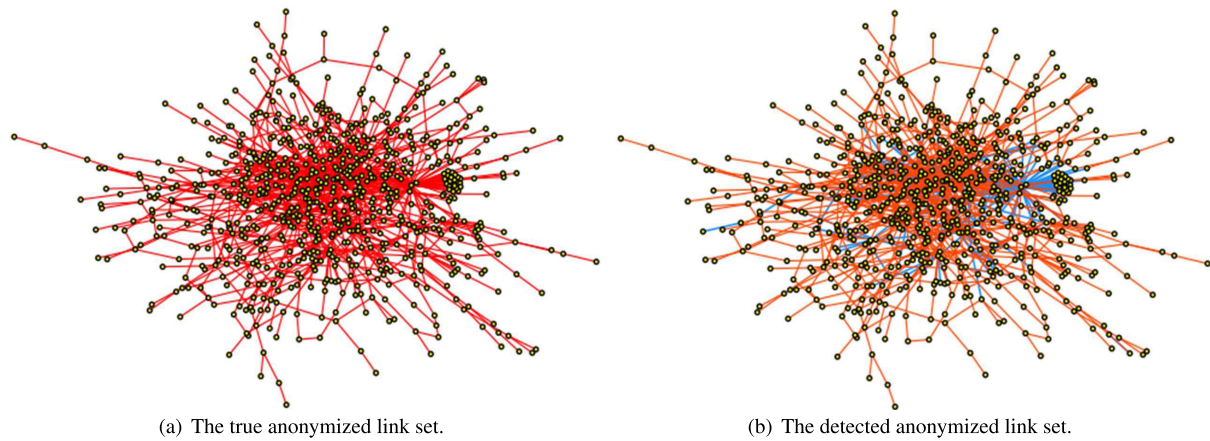 (a) The true anonymized link set.
(b) The detected anonymized link set.